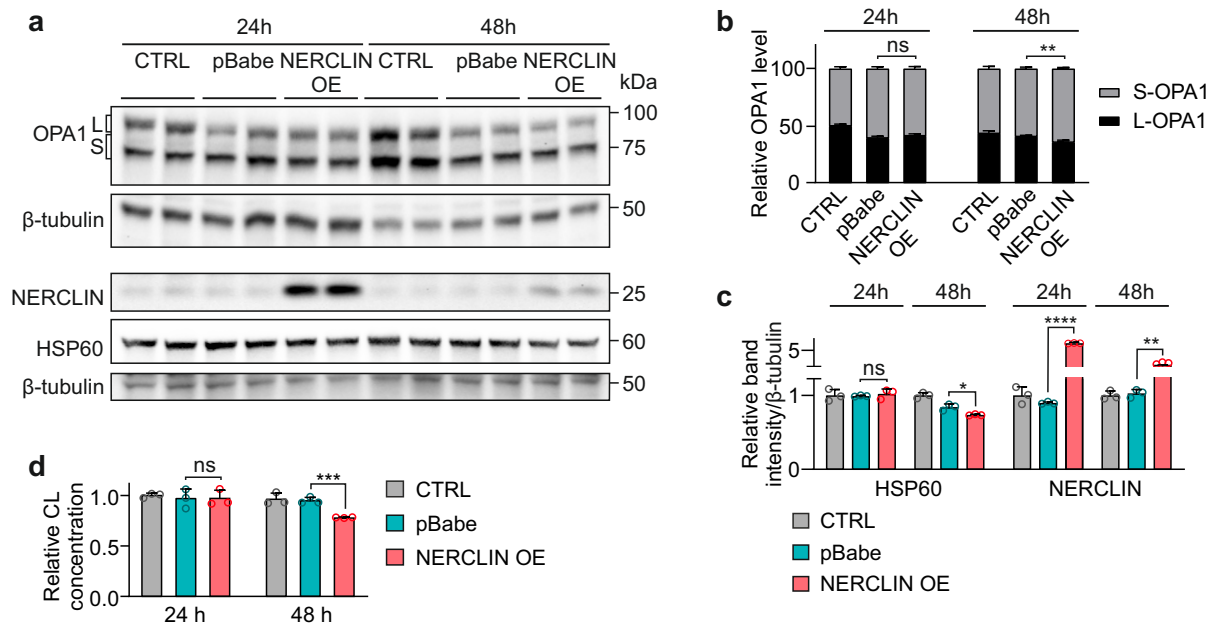 a
24h 48h
CTRL pBabe NERCLIN OE CTRL pBabe NERCLIN OE kDa
OPA1 L S 100 75
β-tubulin 50
NERCLIN 25
HSP60 60
β-tubulin 50
b
24h 48h
ns **
Relative OPA1 level
100
50
0
CTRL pBabe NERCLIN OE CTRL pBabe NERCLIN OE
S-OPA1
L-OPA1
c
24h 48h 24h 48h
ns * **** **
Relative band intensity/β-tubulin
5
1
0
HSP60 NERCLIN
CTRL
pBabe
NERCLIN OE
d
ns ***
Relative CL concentration
1.0
0.5
0.0
24 h 48 h
CTRL
pBabe
NERCLIN OE